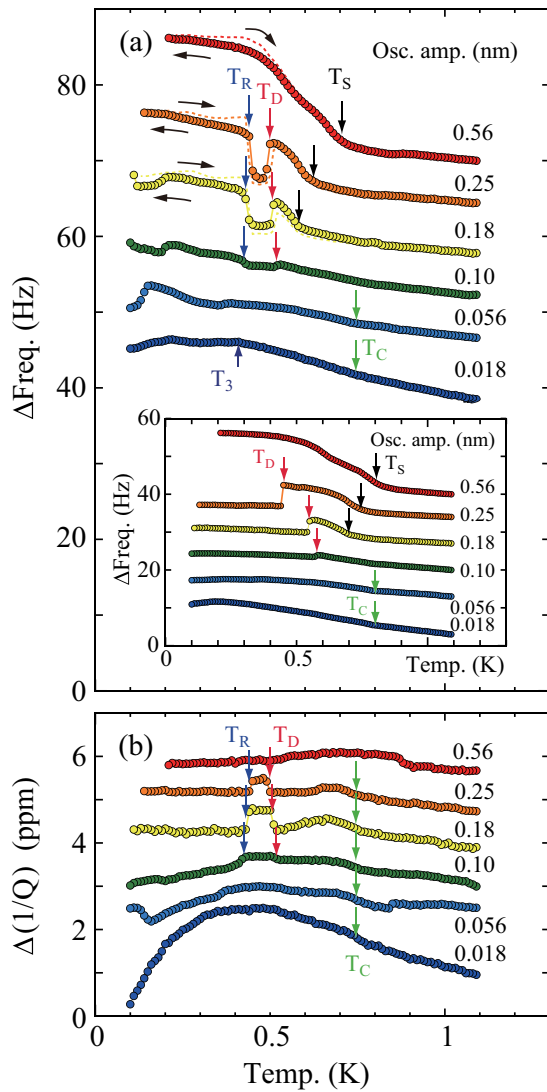 (a)
Osc. amp. (nm)
T_R
T_D
T_S
0.56
0.25
0.18
0.10
0.056
T_C
0.018
T_3
80
60
40
20
0
ΔFreq. (Hz)
60
40
20
0
ΔFreq. (Hz)
Osc. amp. (nm)
T_D
T_S
0.56
0.25
0.18
0.10
0.056
0.018
T_C
0
0.5
1
Temp. (K)
(b)
T_R
T_D
0.56
0.25
0.18
0.10
0.056
0.018
T_C
6
4
2
0
Δ(1/Q) (ppm)
0
0.5
1
Temp. (K)